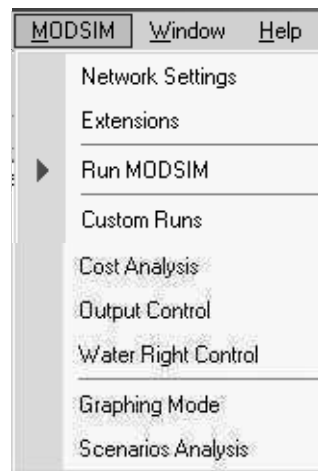 MODSIM Window Help
Network Settings
Extensions
Run MODSIM
Custom Runs
Cost Analysis
Output Control
Water Right Control
Graphing Mode
Scenarios Analysis